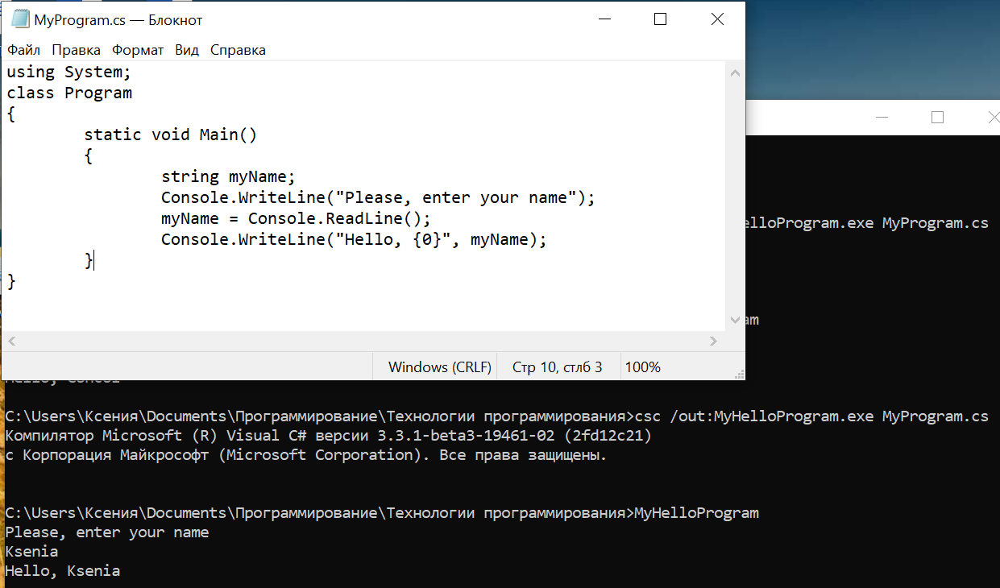 MyProgram.cs — Блокнот
Файл Правка Формат Вид Справка
using System;
class Program
{
static void Main()
{
string myName;
Console.WriteLine("Please, enter your name");
myName = Console.ReadLine();
Console.WriteLine("Hello, {0}", myName);
}
}
Windows (CRLF) Стр 10, стлб 3 100%
elloProgram.exe MyProgram.cs
am
C:\Users\Ксения\Documents\Программирование\Технологии программирования>csc /out:MyHelloProgram.exe MyProgram.cs
Компилятор Microsoft (R) Visual C# версии 3.3.1-beta3-19461-02 (2fd12c21)
c Корпорация Майкрософт (Microsoft Corporation). Все права защищены.
C:\Users\Ксения\Documents\Программирование\Технологии программирования>MyHelloProgram
Please, enter your name
Ksenia
Hello, Ksenia